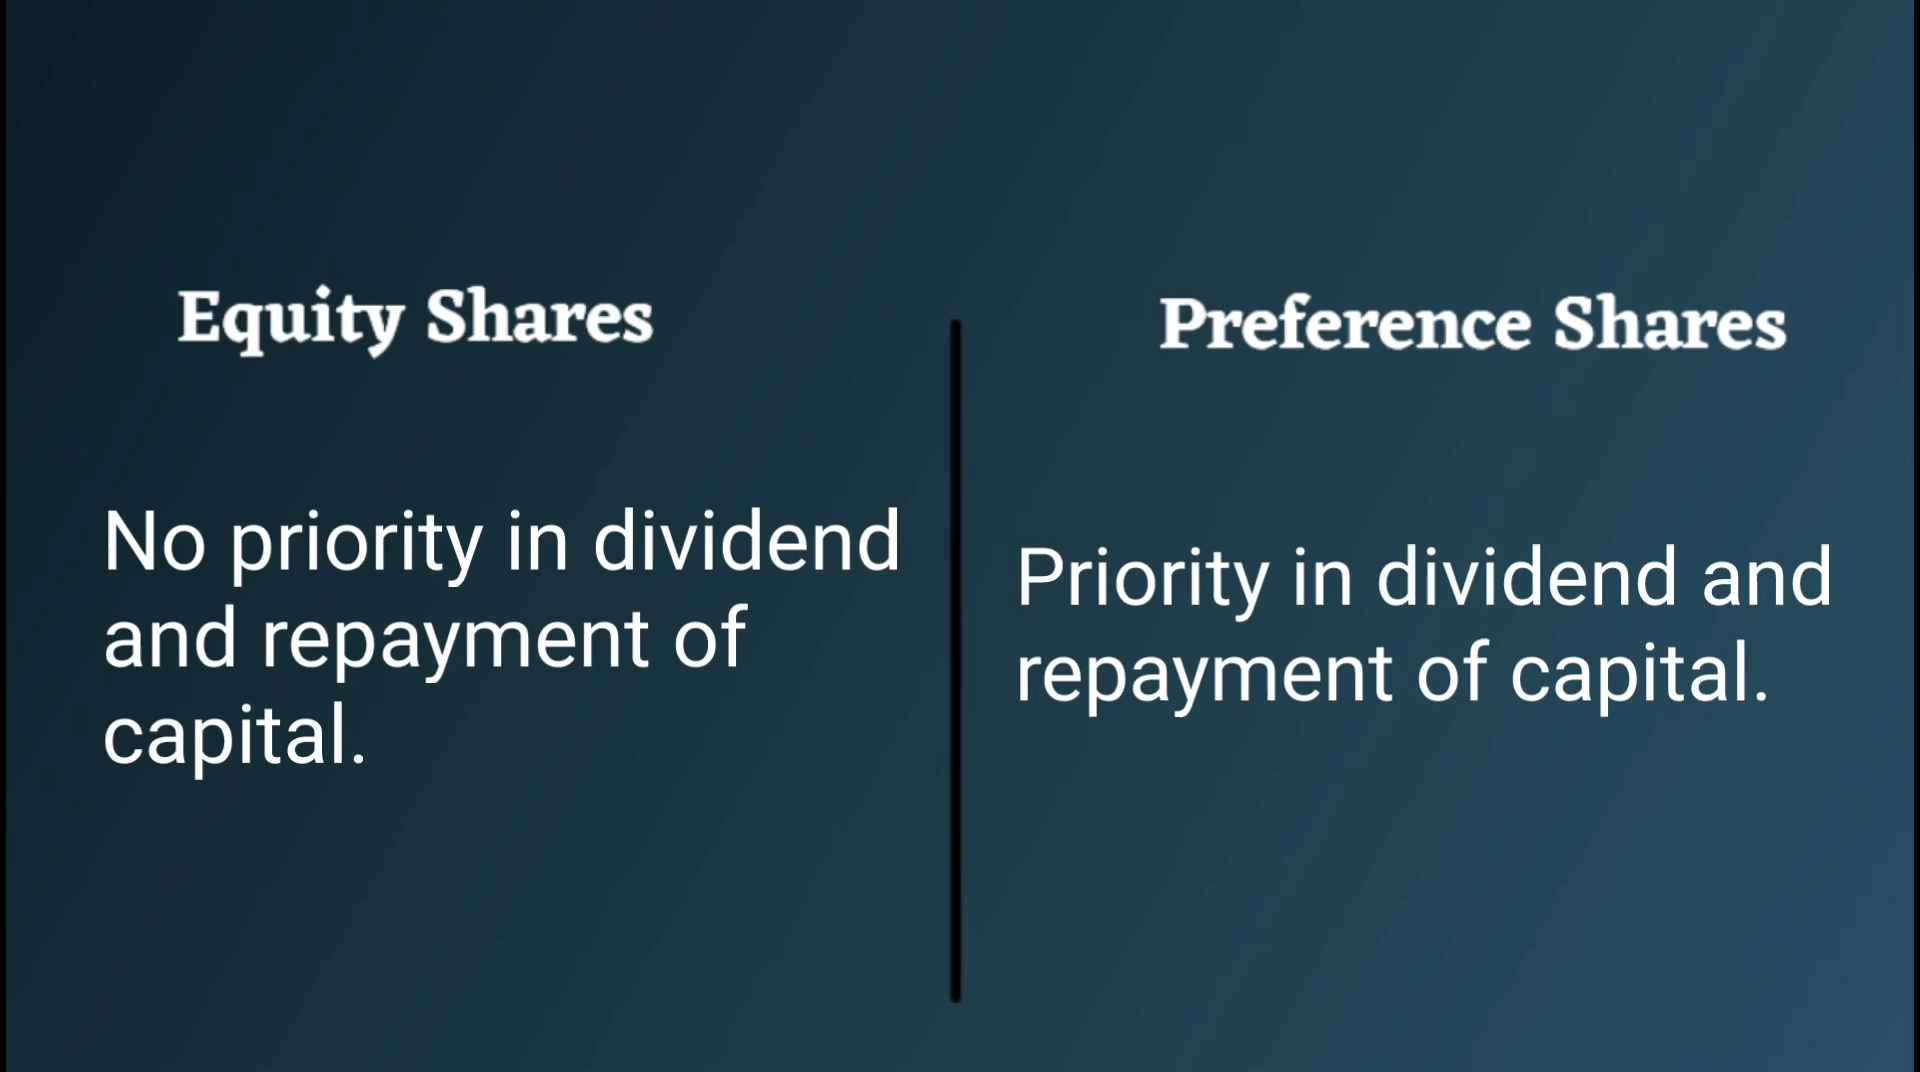 Equity Shares
No priority in dividend
and repayment of
capital.
Preference Shares
Priority in dividend and
repayment of capital.